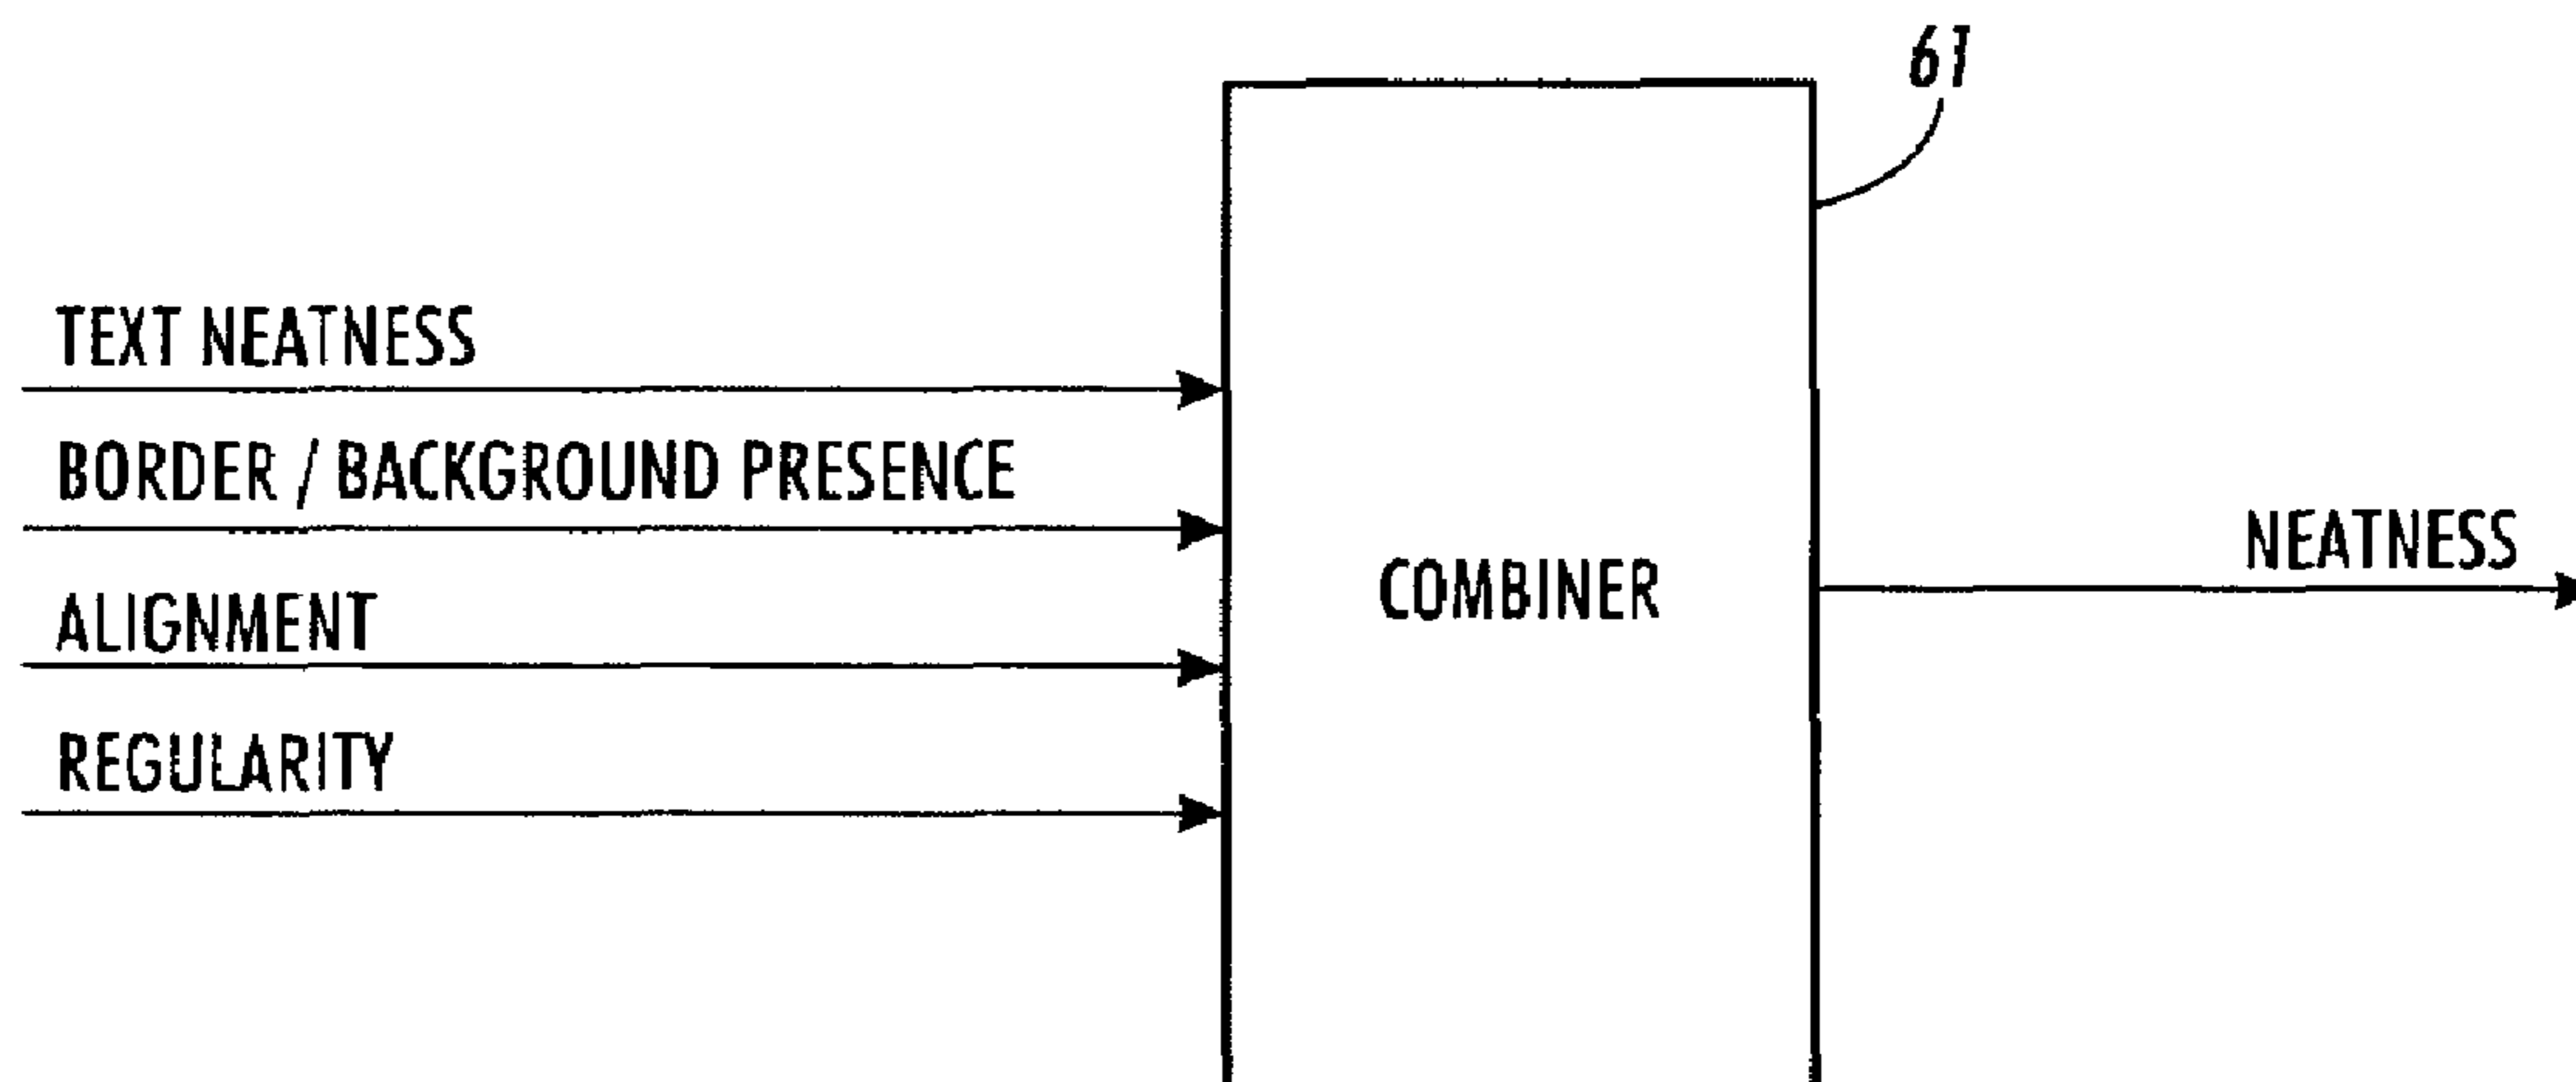 61
TEXT NEATNESS
BORDER / BACKGROUND PRESENCE
ALIGNMENT
REGULARITY
COMBINER
NEATNESS